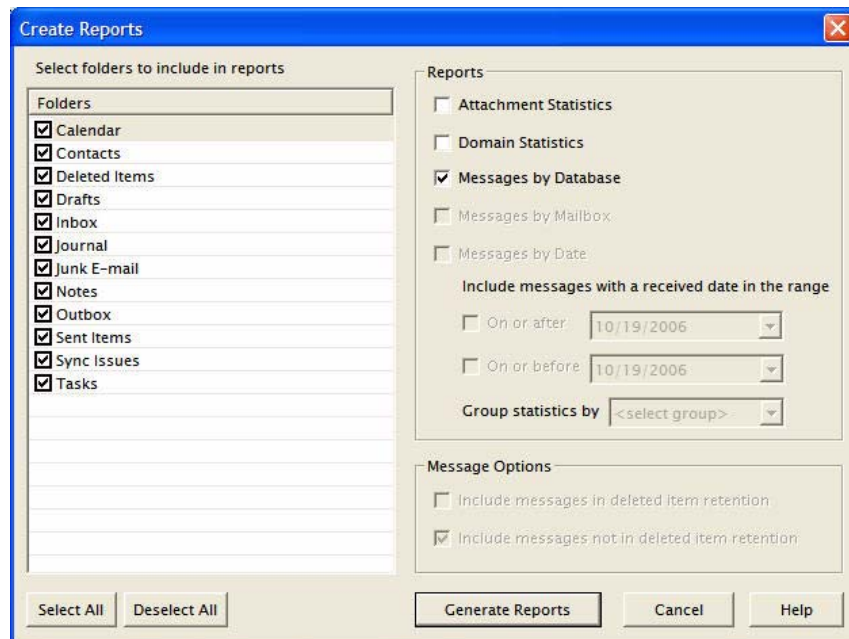 Create Reports
Select folders to include in reports
Folders
Calendar
Contacts
Deleted Items
Drafts
Inbox
Journal
Junk E-mail
Notes
Outbox
Sent Items
Sync Issues
Tasks
Select All
Deselect All
Reports
Attachment Statistics
Domain Statistics
Messages by Database
Messages by Mailbox
Messages by Date
Include messages with a received date in the range
On or after 10/19/2006
On or before 10/19/2006
Group statistics by <select group>
Message Options
Include messages in deleted item retention
Include messages not in deleted item retention
Generate Reports
Cancel
Help